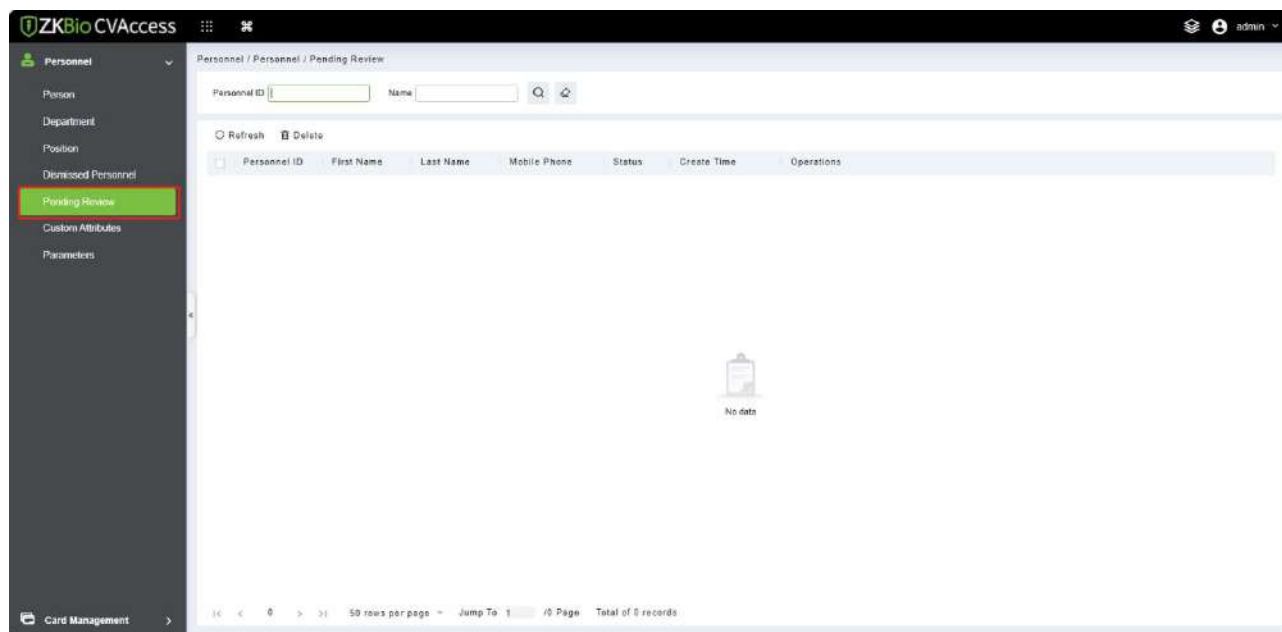 ZKBio CVAccess
admin
Personnel
Person
Department
Position
Dismissed Personnel
Pending Review
Custom Attributes
Parameters
Card Management
Personnel / Personnel / Pending Review
Personnel ID Name
Refresh Delete
Personnel ID First Name Last Name Mobile Phone Status Create Time Operations
No data
0 50 rows per page Jump To 1 /0 Page Total of 0 records